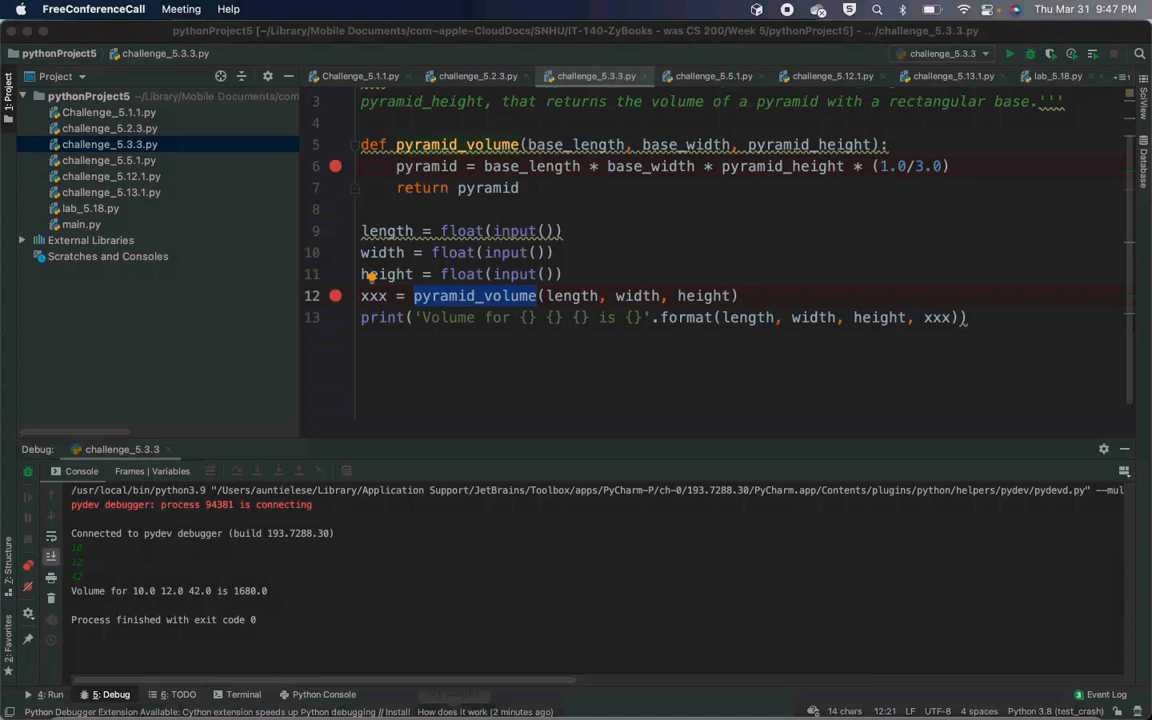 FreeConferenceCall Meeting Help Thu Mar 31 9:47 PM
pythonProject5 [~/Library/Mobile Documents/com~apple~CloudDocs/SNHU/IT-140-ZyBooks - was CS 200/Week 5/pythonProject5] - .../challenge_5.3.3.py
pythonProject5 challenge_5.3.3.py challenge_5.3.3
Project Challenge_5.1.1.py challenge_5.2.3.py challenge_5.3.3.py challenge_5.5.1.py challenge_5.12.1.py challenge_5.13.1.py lab_5.18.py
1: Project
pythonProject5 ~/Library/Mobile Documents/com
Challenge_5.1.1.py
challenge_5.2.3.py
challenge_5.3.3.py
challenge_5.5.1.py
challenge_5.12.1.py
challenge_5.13.1.py
lab_5.18.py
main.py
External Libraries
Scratches and Consoles
3 pyramid_height, that returns the volume of a pyramid with a rectangular base.'''
4
5 def pyramid_volume(base_length, base_width, pyramid_height):
6 pyramid = base_length * base_width * pyramid_height * (1.0/3.0)
7 return pyramid
8
9 length = float(input())
10 width = float(input())
11 height = float(input())
12 xxx = pyramid_volume(length, width, height)
13 print('Volume for {} {} {} is {}'.format(length, width, height, xxx))
SciView
Database
Debug: challenge_5.3.3
Console Frames | Variables
/usr/local/bin/python3.9 "/Users/auntielese/Library/Application Support/JetBrains/Toolbox/apps/PyCharm-P/ch-0/193.7288.30/PyCharm.app/Contents/plugins/python/helpers/pydev/pydevd.py" --mul
pydev debugger: process 94381 is connecting
Connected to pydev debugger (build 193.7288.30)
10
12
42
Volume for 10.0 12.0 42.0 is 1680.0
Process finished with exit code 0
7: Structure
2: Favorites
4: Run 5: Debug 6: TODO Terminal Python Console Event Log
Python Debugger Extension Available: Cython extension speeds up Python debugging // Install How does it work (2 minutes ago) 14 chars 12:21 LF UTF-8 4 spaces Python 3.8 (test_crash)